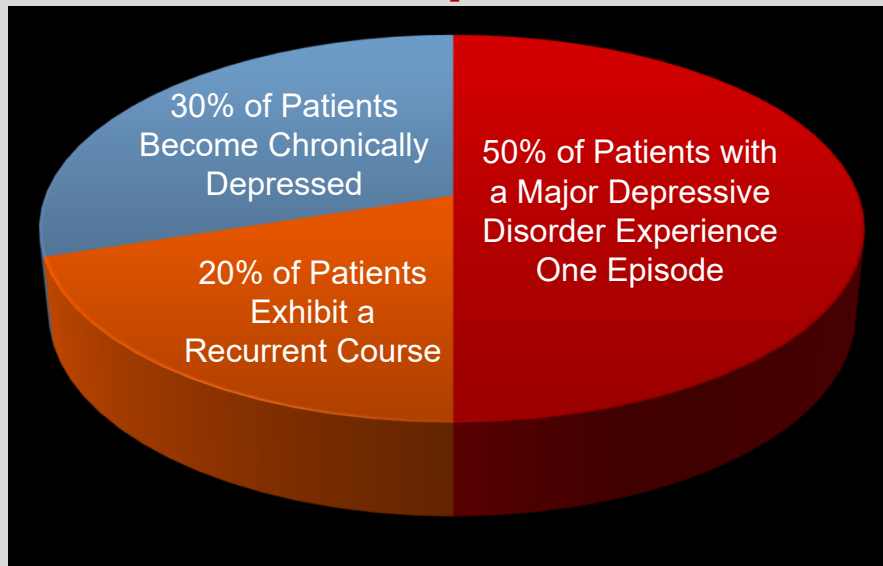 30% of Patients
Become Chronically
Depressed
50% of Patients with
a Major Depressive
Disorder Experience
One Episode
20% of Patients
Exhibit a
Recurrent Course